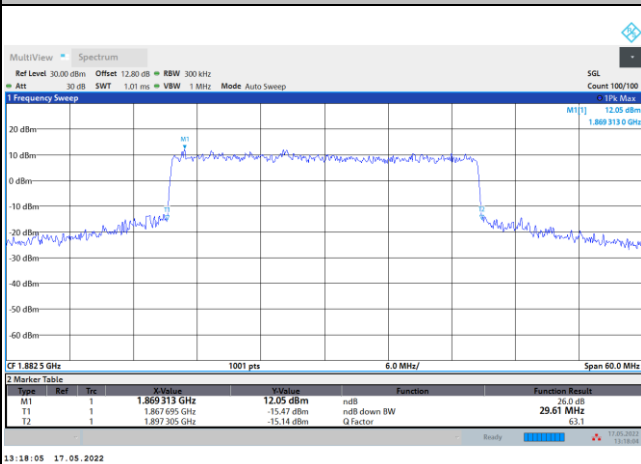 MultiView Spectrum
Ref Level 30.00 dBm Offset 12.80 dB RBW 300 kHz SGL
Att 30 dB SWT 1.01 ms VBW 1 MHz Mode Auto Sweep Count 100/100
1 Frequency Sweep 1Pk Max
M1[1] 12.05 dBm
1.869 313 0 GHz
M1
20 dBm
10 dBm
0 dBm
-10 dBm
T1 T2
-20 dBm
-30 dBm
-40 dBm
-50 dBm
-60 dBm
CF 1.882 5 GHz 1001 pts 6.0 MHz/ Span 60.0 MHz
2 Marker Table
Type Ref Trc X-Value Y-Value Function Function Result
M1 1 1.869 313 GHz 12.05 dBm ndB 26.0 dB
T1 1 1.867 695 GHz -15.47 dBm ndB down BW 29.61 MHz
T2 1 1.897 305 GHz -15.14 dBm Q Factor 63.1
Ready 17.05.2022
13:18:04
13:18:05 17.05.2022